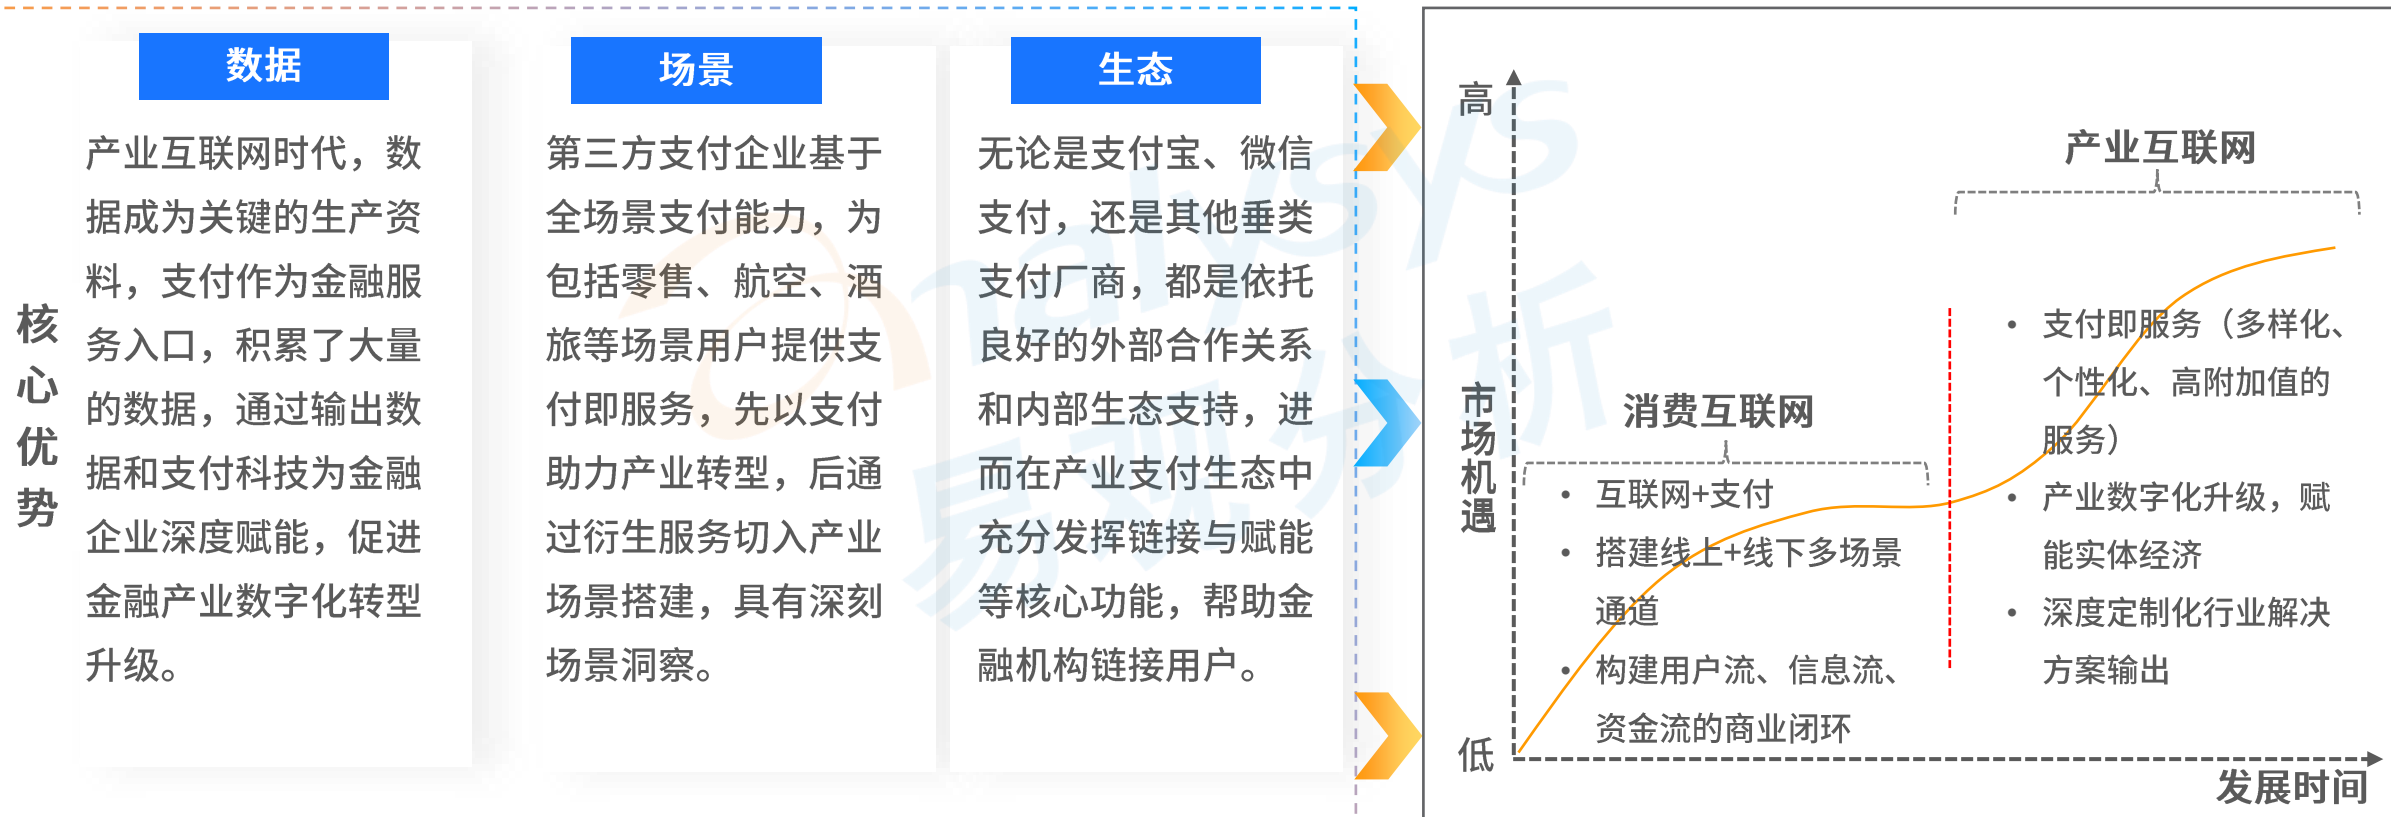 核心优势
数据
产业互联网时代，数
据成为关键的生产资
料，支付作为金融服
务入口，积累了大量
的数据，通过输出数
据和支付科技为金融
企业深度赋能，促进
金融产业数字化转型
升级。
场景
第三方支付企业基于
全场景支付能力，为
包括零售、航空、酒
旅等场景用户提供支
付即服务，先以支付
助力产业转型，后通
过衍生服务切入产业
场景搭建，具有深刻
场景洞察。
生态
无论是支付宝、微信
支付，还是其他垂类
支付厂商，都是依托
良好的外部合作关系
和内部生态支持，进
而在产业支付生态中
充分发挥链接与赋能
等核心功能，帮助金
融机构链接用户。
analysys
易观分析
高
市场机遇
低
消费互联网
• 互联网+支付
• 搭建线上+线下多场景
通道
• 构建用户流、信息流、
资金流的商业闭环
产业互联网
• 支付即服务（多样化、
个性化、高附加值的
服务）
• 产业数字化升级，赋
能实体经济
• 深度定制化行业解决
方案输出
发展时间